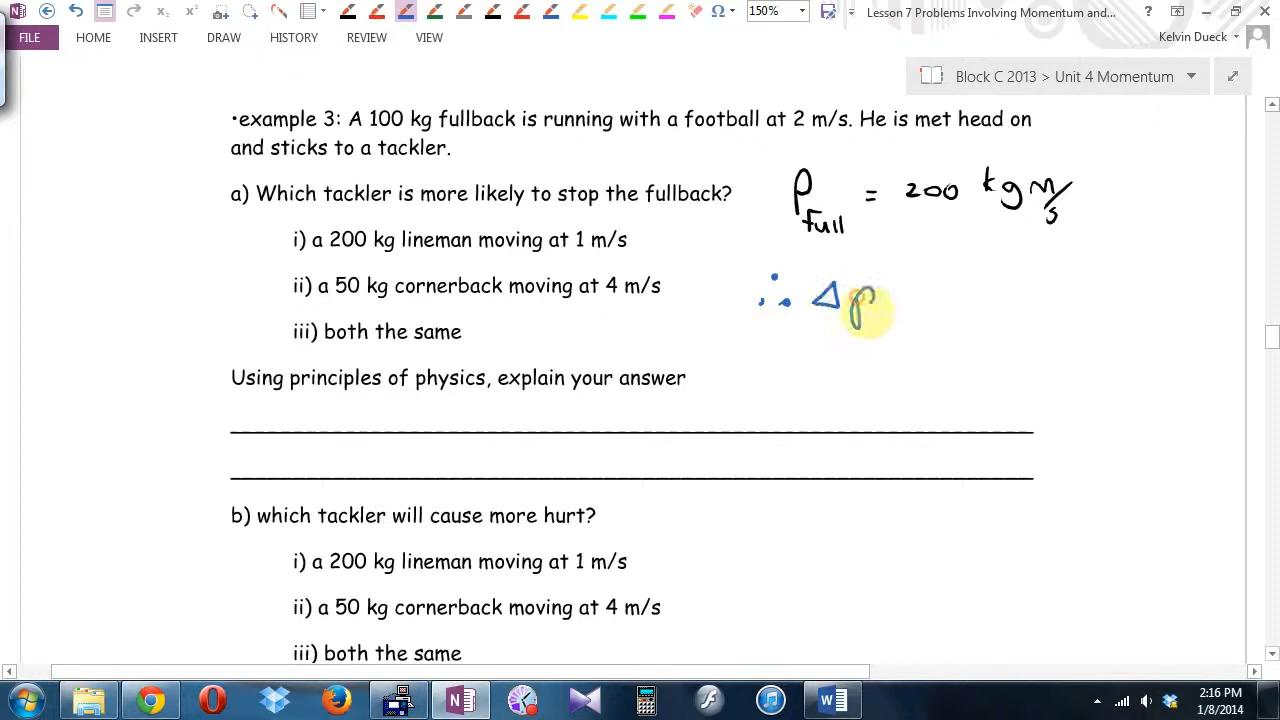 150%
Lesson 7 Problems Involving Momentum and...
FILE HOME INSERT DRAW HISTORY REVIEW VIEW
Kelvin Dueck
Block C 2013 > Unit 4 Momentum
•example 3: A 100 kg fullback is running with a football at 2 m/s. He is met head on
and sticks to a tackler.
a) Which tackler is more likely to stop the fullback?
P full = 200 kg m/s
i) a 200 kg lineman moving at 1 m/s
ii) a 50 kg cornerback moving at 4 m/s
∴ Δp
iii) both the same
Using principles of physics, explain your answer
b) which tackler will cause more hurt?
i) a 200 kg lineman moving at 1 m/s
ii) a 50 kg cornerback moving at 4 m/s
iii) both the same
2:16 PM
1/8/2014